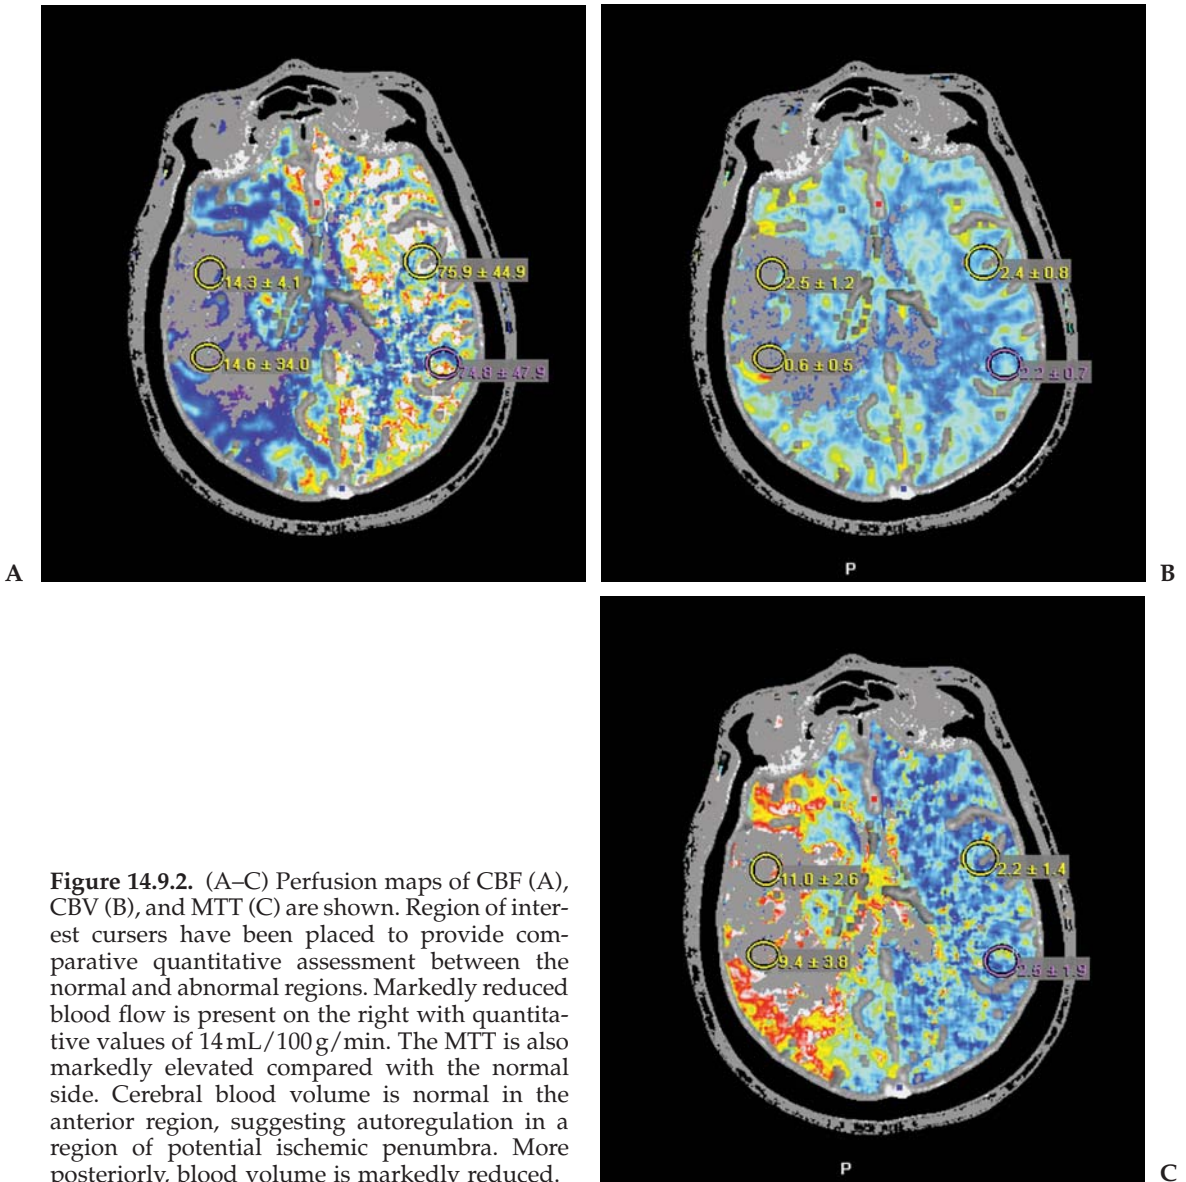 14.3 ± 4.1
75.9 ± 44.9
14.6 ± 34.0
74.8 ± 47.9
A
2.5 ± 1.2
2.4 ± 0.8
0.6 ± 0.5
2.2 ± 0.7
P
B
Figure 14.9.2. (A–C) Perfusion maps of CBF (A),
CBV (B), and MTT (C) are shown. Region of inter-
est cursers have been placed to provide com-
parative quantitative assessment between the
normal and abnormal regions. Markedly reduced
blood flow is present on the right with quantita-
tive values of 14 mL/100 g/min. The MTT is also
markedly elevated compared with the normal
side. Cerebral blood volume is normal in the
anterior region, suggesting autoregulation in a
region of potential ischemic penumbra. More
posteriorly, blood volume is markedly reduced.
11.0 ± 2.6
2.2 ± 1.4
9.4 ± 3.8
± 1.9
P
C